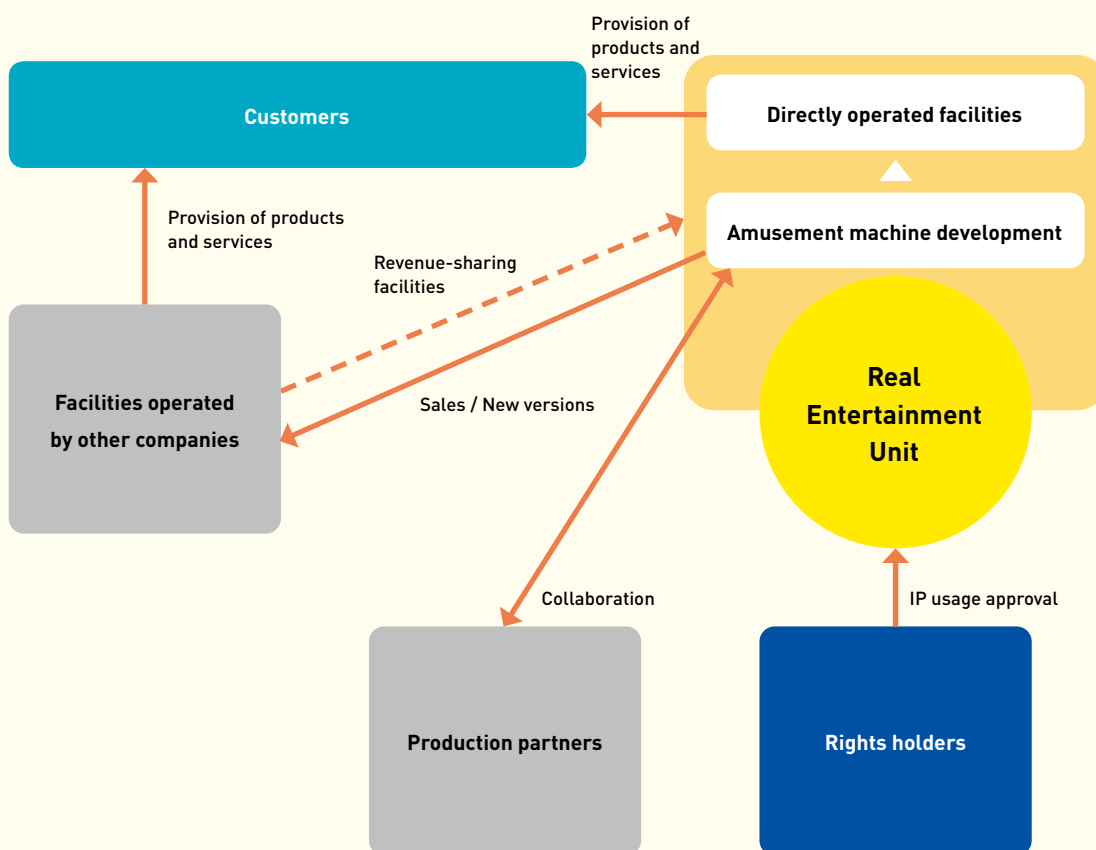 Provision of
products and
services
Customers
Directly operated facilities
Provision of products
and services
Amusement machine development
Revenue-sharing
facilities
Real
Entertainment
Unit
Facilities operated
by other companies
Sales / New versions
Collaboration
IP usage approval
Production partners
Rights holders